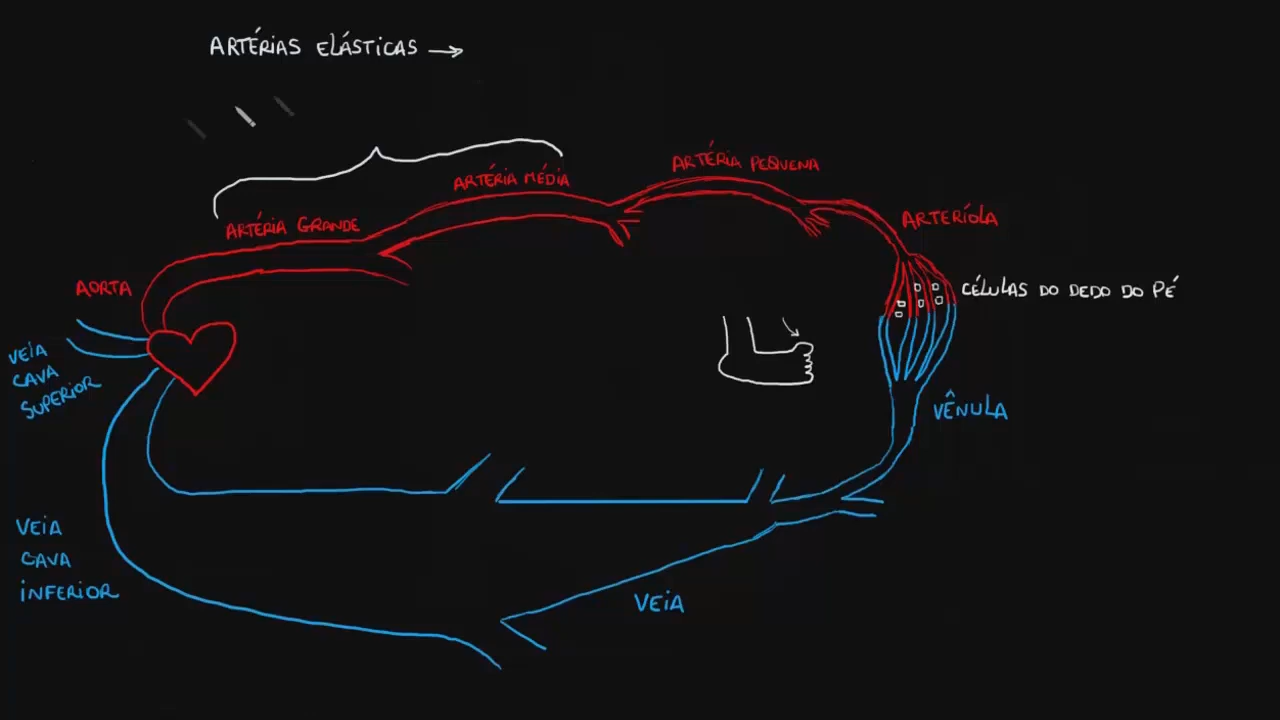 ARTÉRIAS ELÁSTICAS →
ARTÉRIA PEQUENA
ARTÉRIA MÉDIA
ARTÉRIA GRANDE
ARTERÍOLA
AORTA
CÉLULAS DO DEDO DO PÉ
VEIA
CAVA
SUPERIOR
VÊNULA
VEIA
CAVA
INFERIOR
VEIA